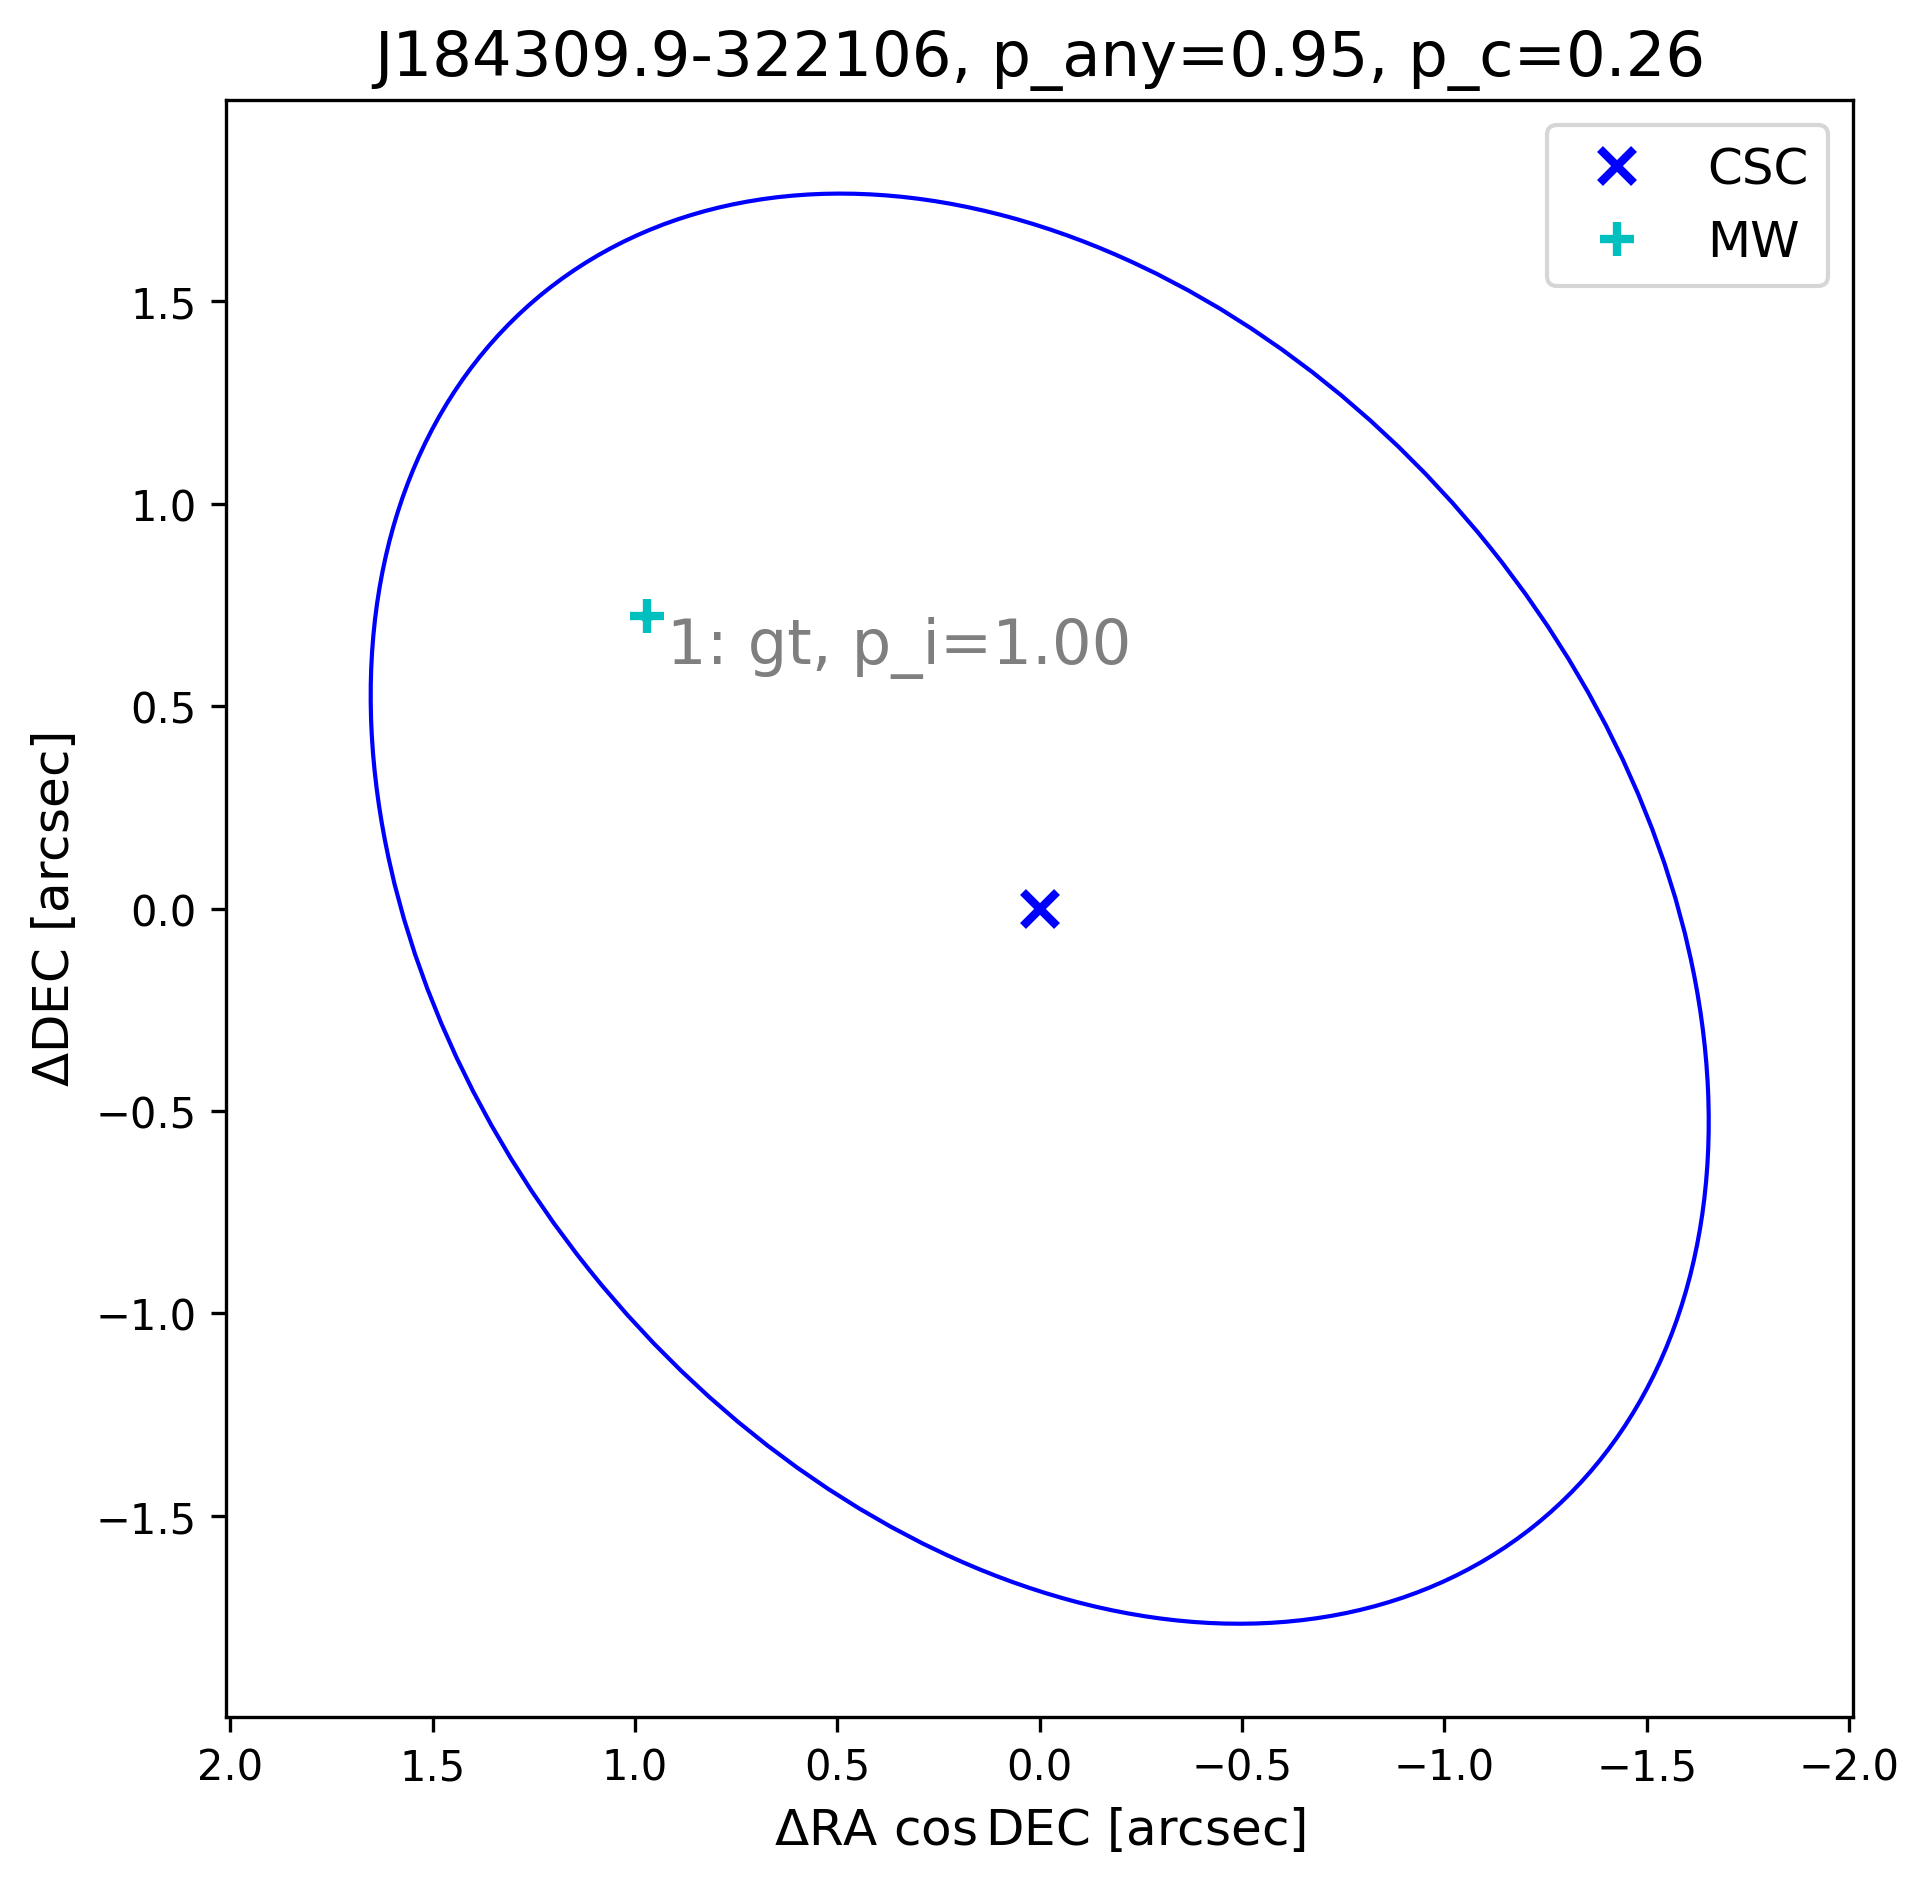 J184309.9-322106, p_any=0.95, p_c=0.26
CSC
MW
1: gt, p_i=1.00
1.5
1.0
0.5
0.0
−0.5
−1.0
−1.5
ΔDEC [arcsec]
2.0 1.5 1.0 0.5 0.0 −0.5 −1.0 −1.5 −2.0
ΔRA cos DEC [arcsec]